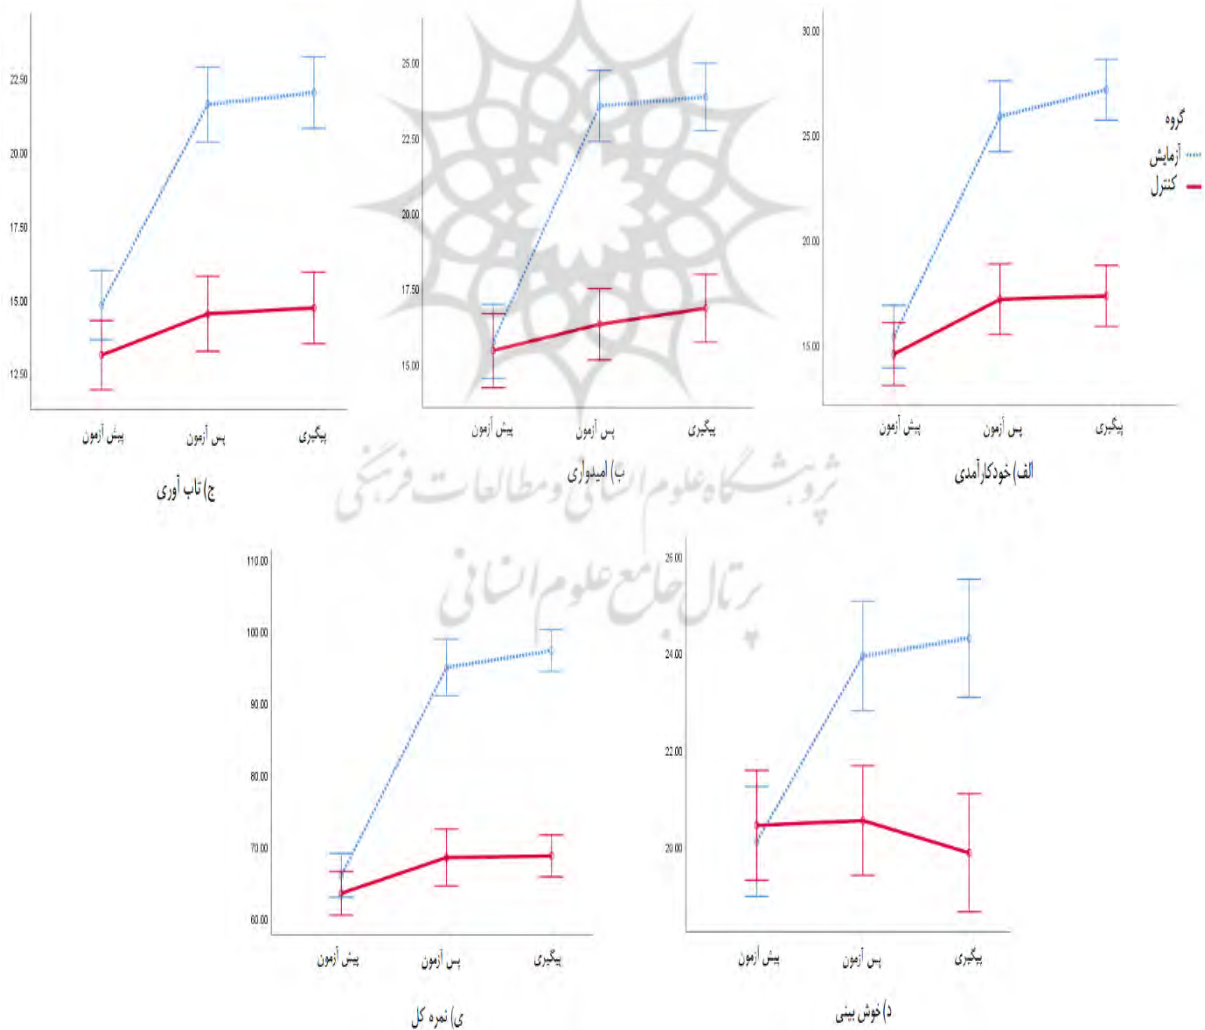 30.00
25.00
20.00
15.00
پیش آزمون
پس آزمون
پیگیری
الف) خودکارآمدی
گروه
آزمایش
کنترل
25.00
22.50
20.00
17.50
15.00
پیش آزمون
پس آزمون
پیگیری
ب) امیدواری
22.50
20.00
17.50
15.00
12.50
پیش آزمون
پس آزمون
پیگیری
ج) تاب آوری
پژوهشگاه علوم انسانی و مطالعات فرهنگی
پرتال جامع علوم انسانی
26.00
24.00
22.00
20.00
پیش آزمون
پس آزمون
پیگیری
د) خوش بینی
110.00
100.00
90.00
80.00
70.00
60.00
پیش آزمون
پس آزمون
پیگیری
ی) نمره کل